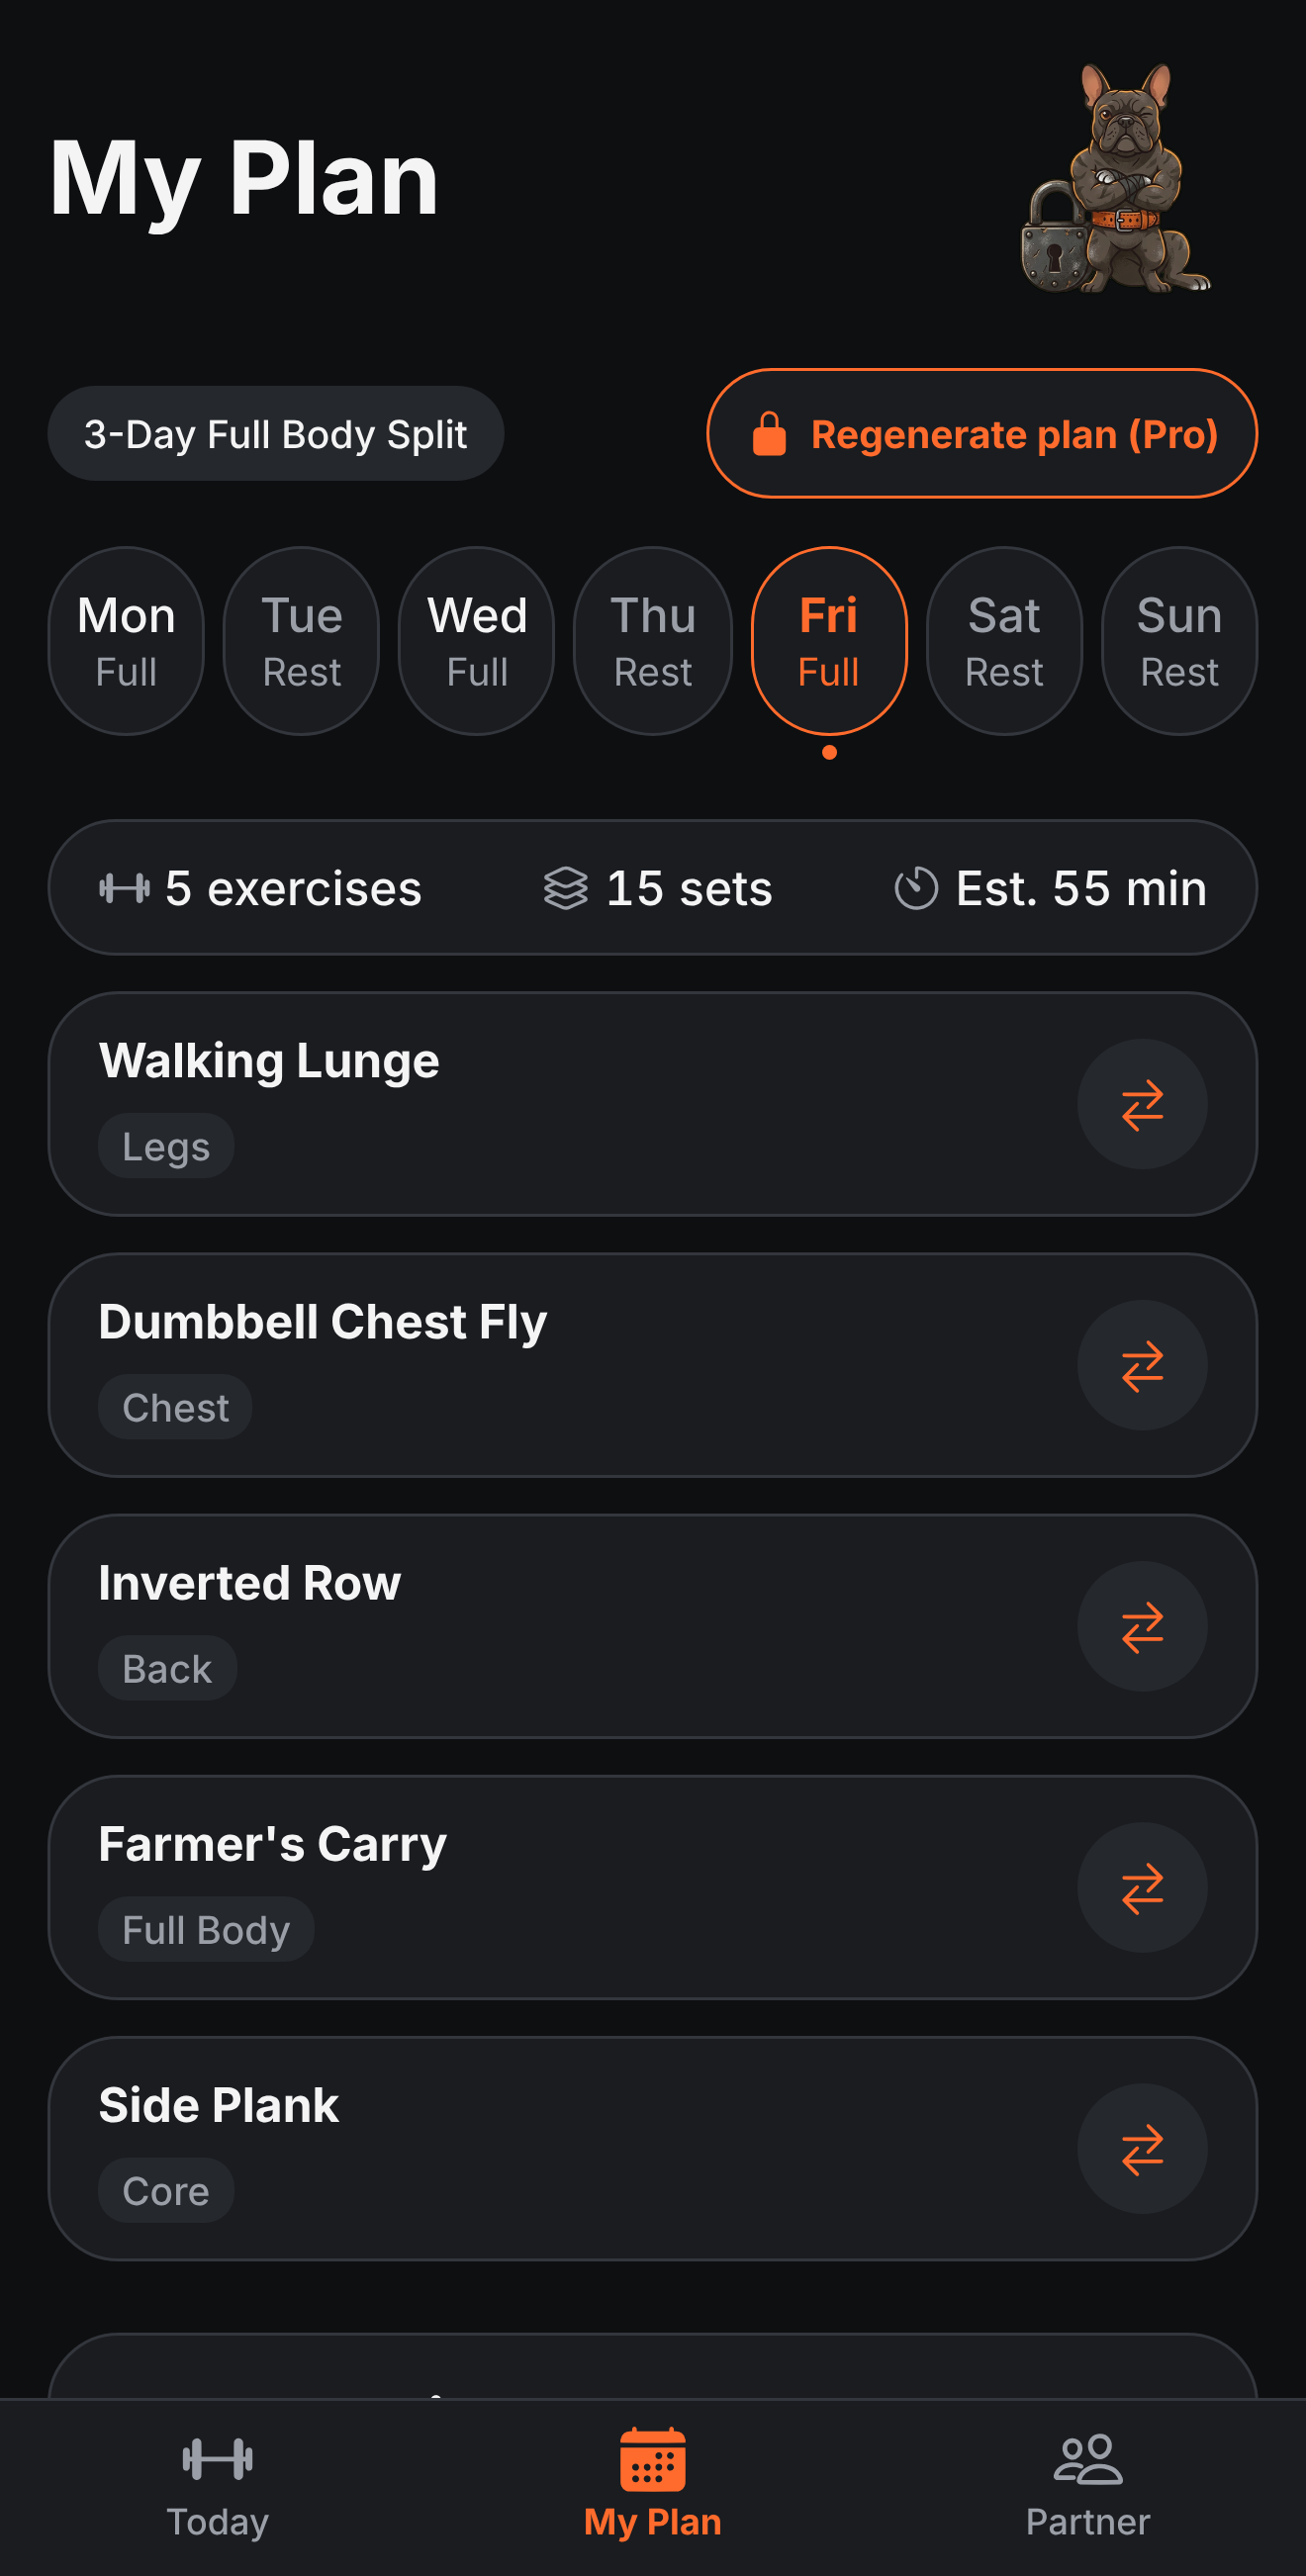 My Plan
3-Day Full Body Split
Regenerate plan (Pro)
Mon Tue Wed Thu Fri Sat Sun
Full Rest Full Rest Full Rest Rest
5 exercises 15 sets Est. 55 min
Walking Lunge
Legs
Dumbbell Chest Fly
Chest
Inverted Row
Back
Farmer's Carry
Full Body
Side Plank
Core
Today My Plan Partner